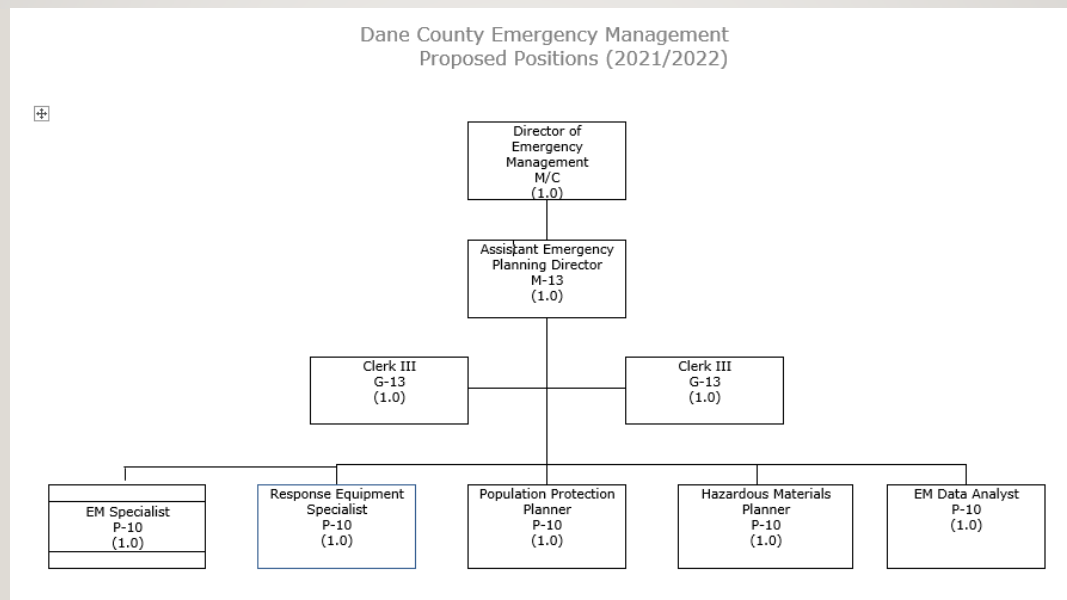 Dane County Emergency Management
Proposed Positions (2021/2022)
Director of
Emergency
Management
M/C
(1.0)
Assistant Emergency
Planning Director
M-13
(1.0)
Clerk III
G-13
(1.0)
Clerk III
G-13
(1.0)
EM Specialist
P-10
(1.0)
Response Equipment
Specialist
P-10
(1.0)
Population Protection
Planner
P-10
(1.0)
Hazardous Materials
Planner
P-10
(1.0)
EM Data Analyst
P-10
(1.0)